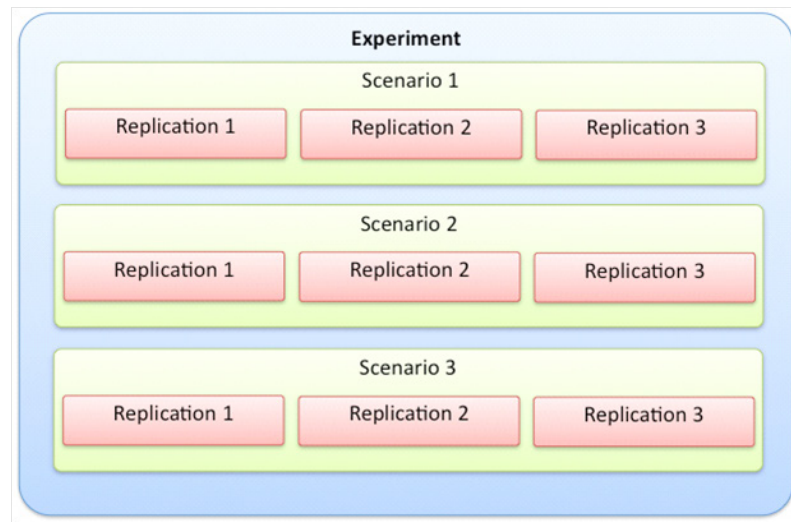 Experiment
Scenario 1
Replication 1 Replication 2 Replication 3
Scenario 2
Replication 1 Replication 2 Replication 3
Scenario 3
Replication 1 Replication 2 Replication 3